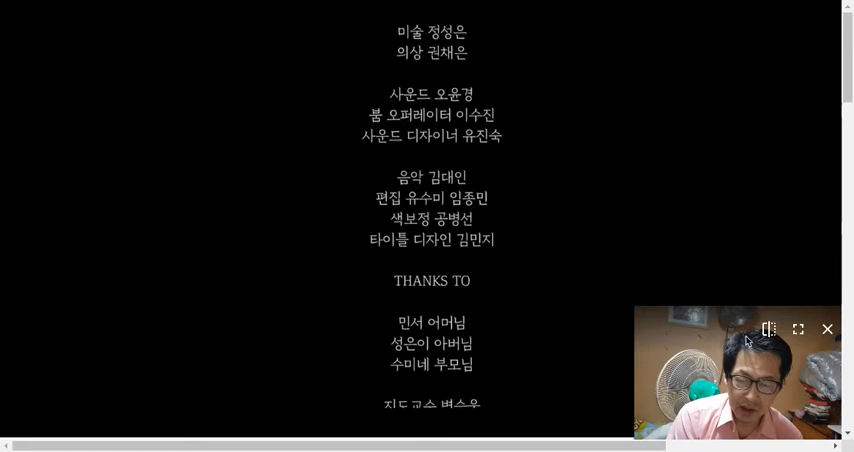 미술 정성은
의상 권채은
사운드 오윤경
붐 오퍼레이터 이수진
사운드 디자이너 유진숙
음악 김대인
편집 유수미 임종민
색보정 공병선
타이틀 디자인 김민지
THANKS TO
민서 어머님
성은이 아버님
수미네 부모님
지도교수